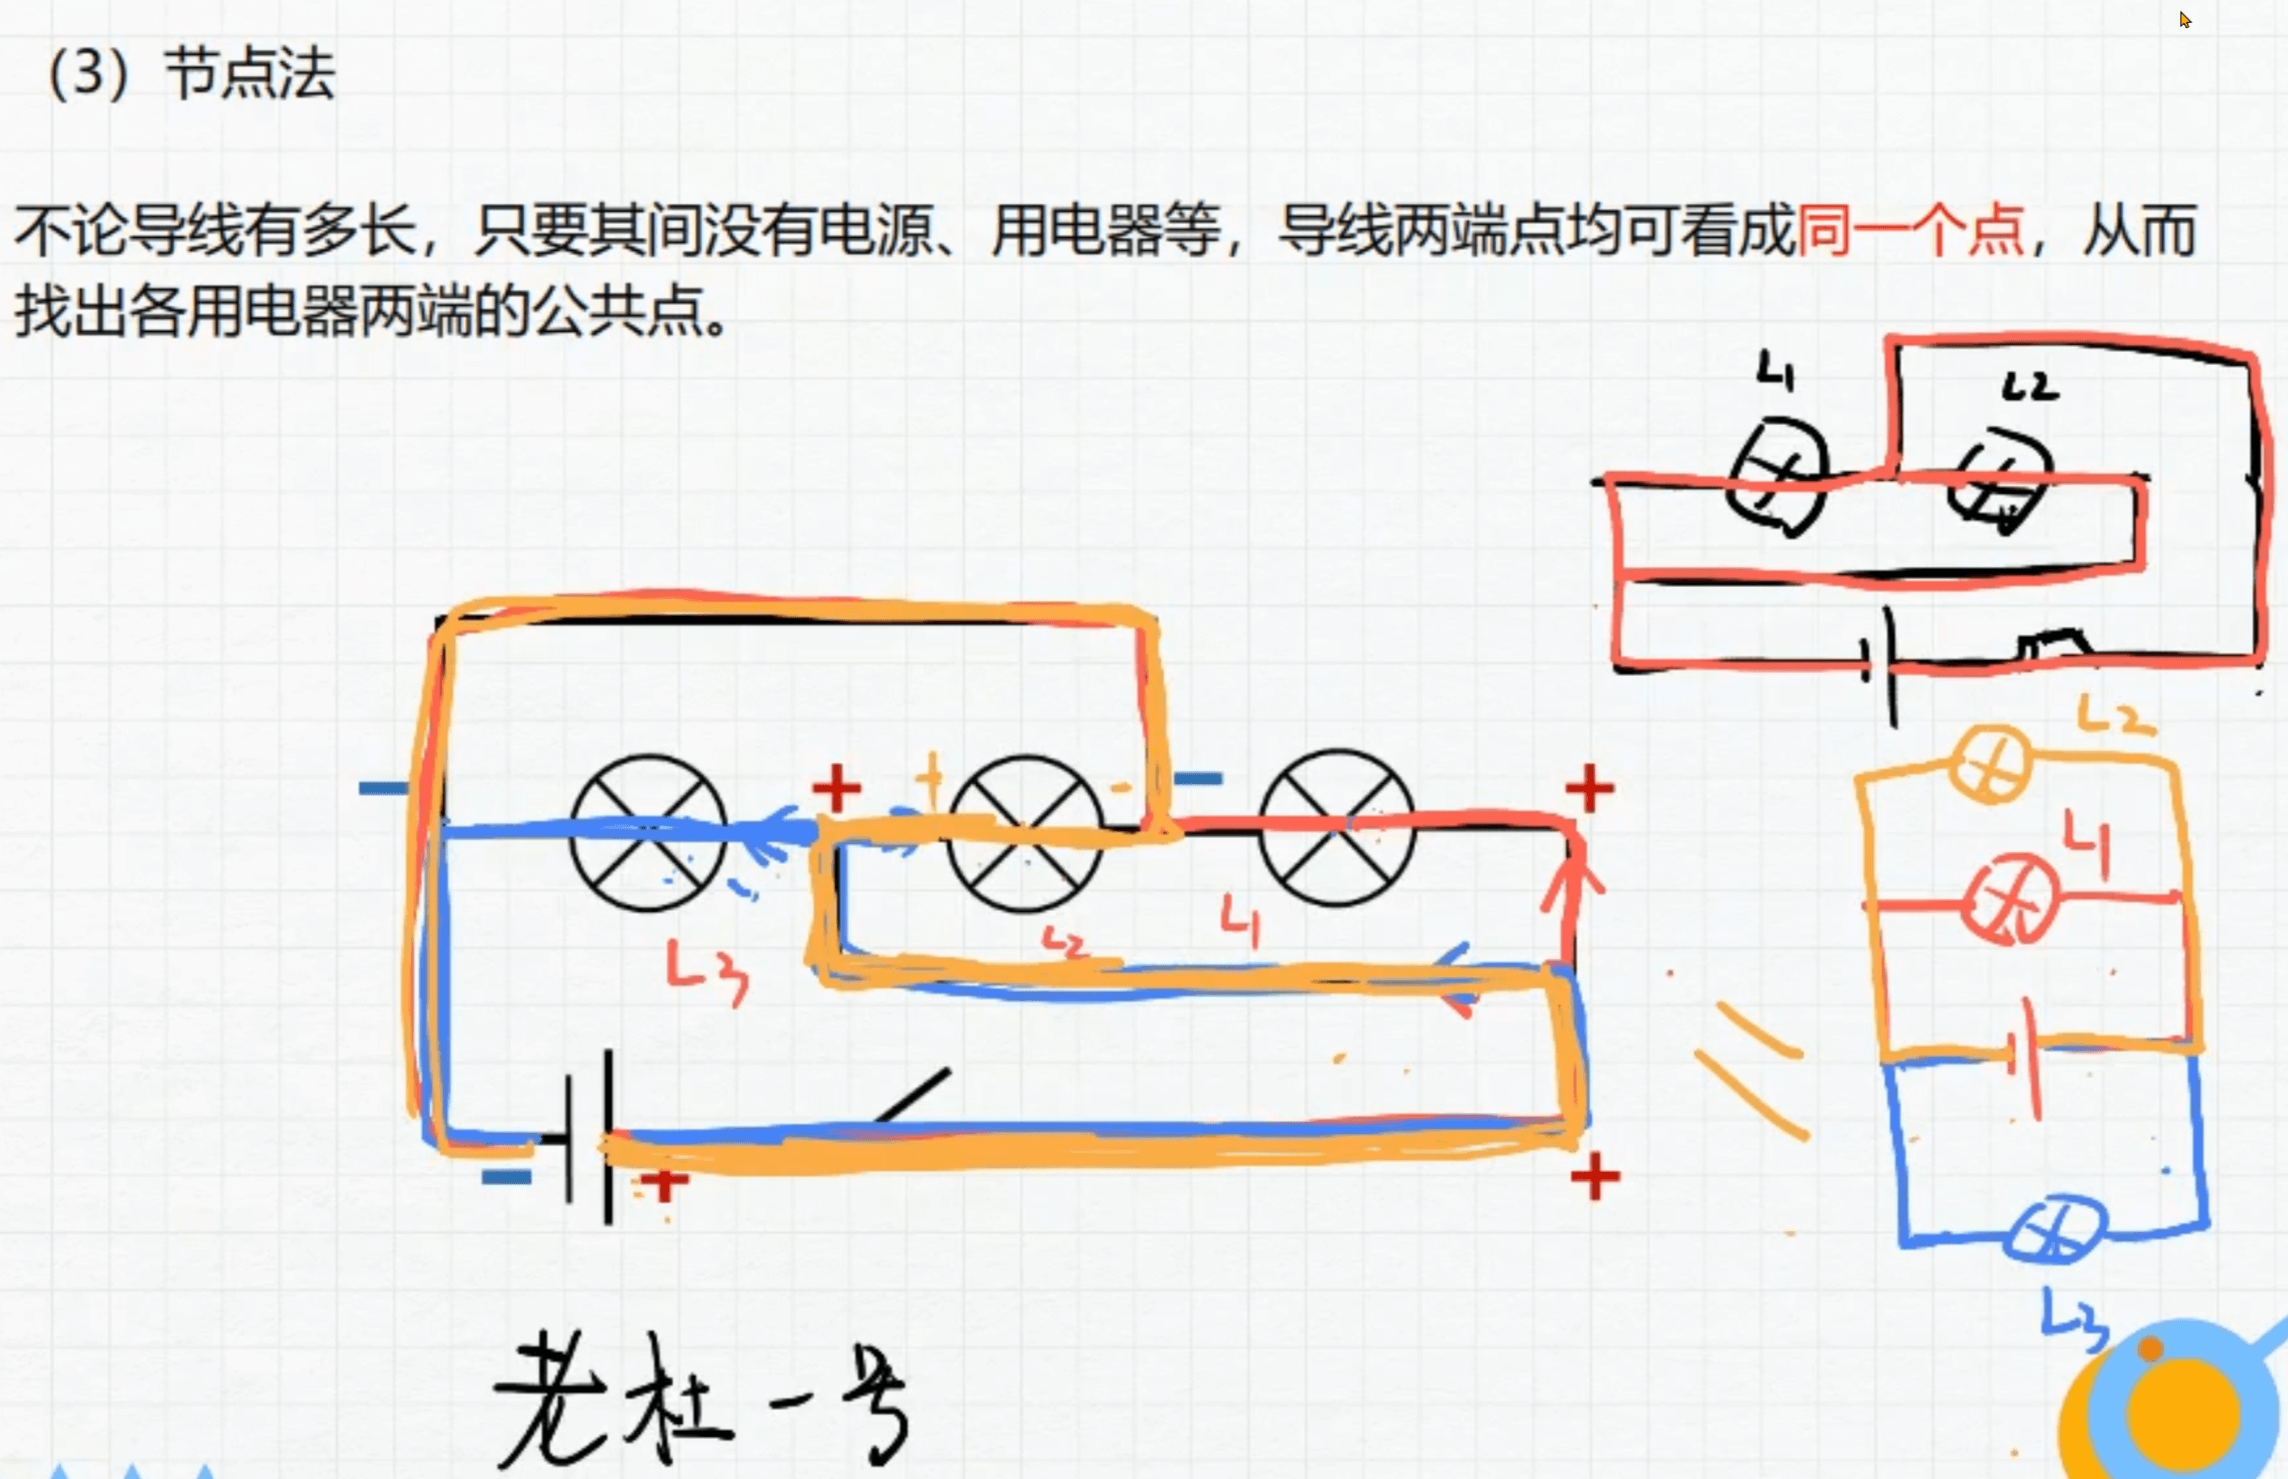 （3）节点法
不论导线有多长，只要其间没有电源、用电器等，导线两端点均可看成同一个点，从而
找出各用电器两端的公共点。
L1
L2
L2
− + + − − +
L1
L1
L2
L3
− + +
L3
老杜一号